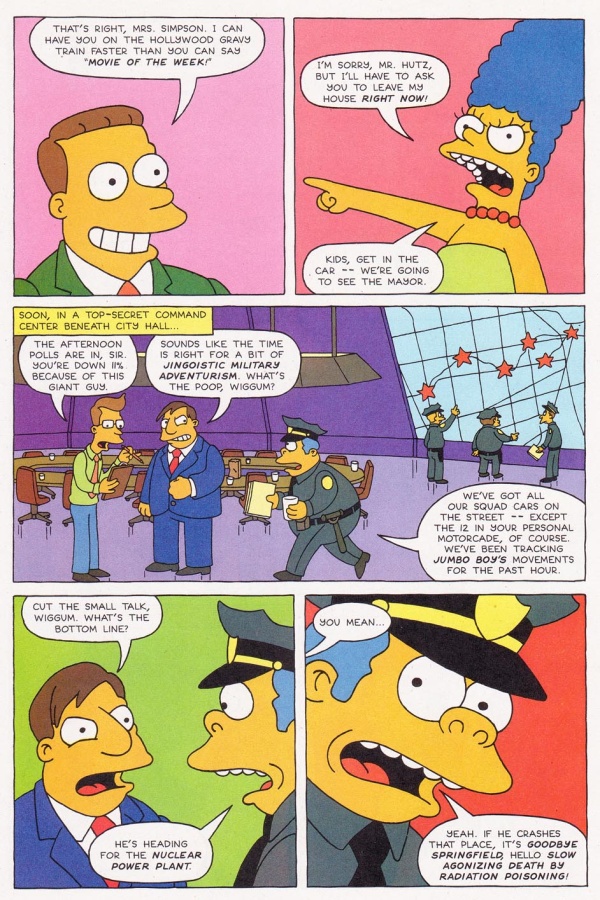 THAT'S RIGHT, MRS. SIMPSON. I CAN
HAVE YOU ON THE HOLLYWOOD GRAVY
TRAIN FASTER THAN YOU CAN SAY
"MOVIE OF THE WEEK!"
I'M SORRY, MR. HUTZ,
BUT I'LL HAVE TO ASK
YOU TO LEAVE MY
HOUSE RIGHT NOW!
KIDS, GET IN THE
CAR -- WE'RE GOING
TO SEE THE MAYOR.
SOON, IN A TOP-SECRET COMMAND
CENTER BENEATH CITY HALL...
THE AFTERNOON
POLLS ARE IN, SIR.
YOU'RE DOWN 11%
BECAUSE OF THIS
GIANT GUY.
SOUNDS LIKE THE TIME
IS RIGHT FOR A BIT OF
JINGOISTIC MILITARY
ADVENTURISM. WHAT'S
THE POOP, WIGGUM?
WE'VE GOT ALL
OUR SQUAD CARS ON
THE STREET -- EXCEPT
THE 12 IN YOUR PERSONAL
MOTORCADE, OF COURSE.
WE'VE BEEN TRACKING
JUMBO BOY'S MOVEMENTS
FOR THE PAST HOUR.
CUT THE SMALL TALK,
WIGGUM. WHAT'S THE
BOTTOM LINE?
HE'S HEADING
FOR THE NUCLEAR
POWER PLANT.
YOU MEAN...
YEAH. IF HE CRASHES
THAT PLACE, IT'S GOODBYE
SPRINGFIELD, HELLO SLOW
AGONIZING DEATH BY
RADIATION POISONING!